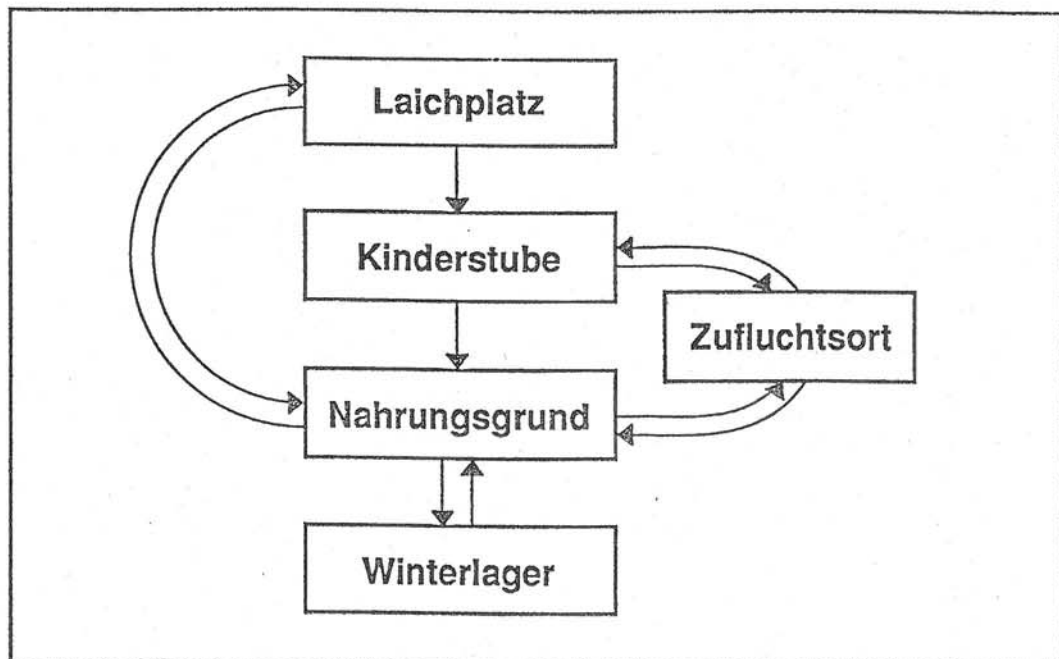 Laichplatz
Kinderstube
Zufluchtsort
Nahrungsgrund
Winterlager